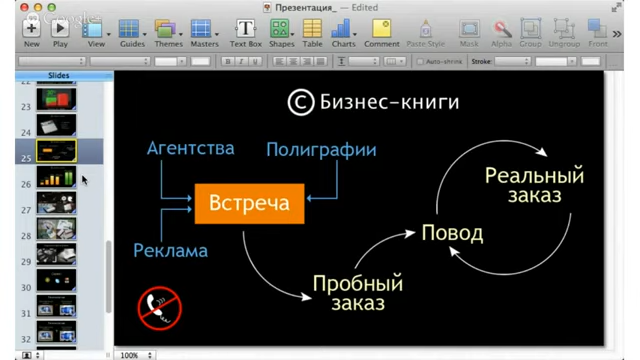 Презентация_ — Edited
New
Play
View
Guides
Themes
Masters
Text Box
Shapes
Table
Charts
Comment
Paste Style
Mask
Alpha
Group
Ungroup
Front
Auto-shrink
Stroke:
Slides
© Бизнес-книги
Агентства
Полиграфии
Встреча
Реклама
Пробный
заказ
Повод
Реальный
заказ
23
24
25
26
27
28
29
30
31
32
100%